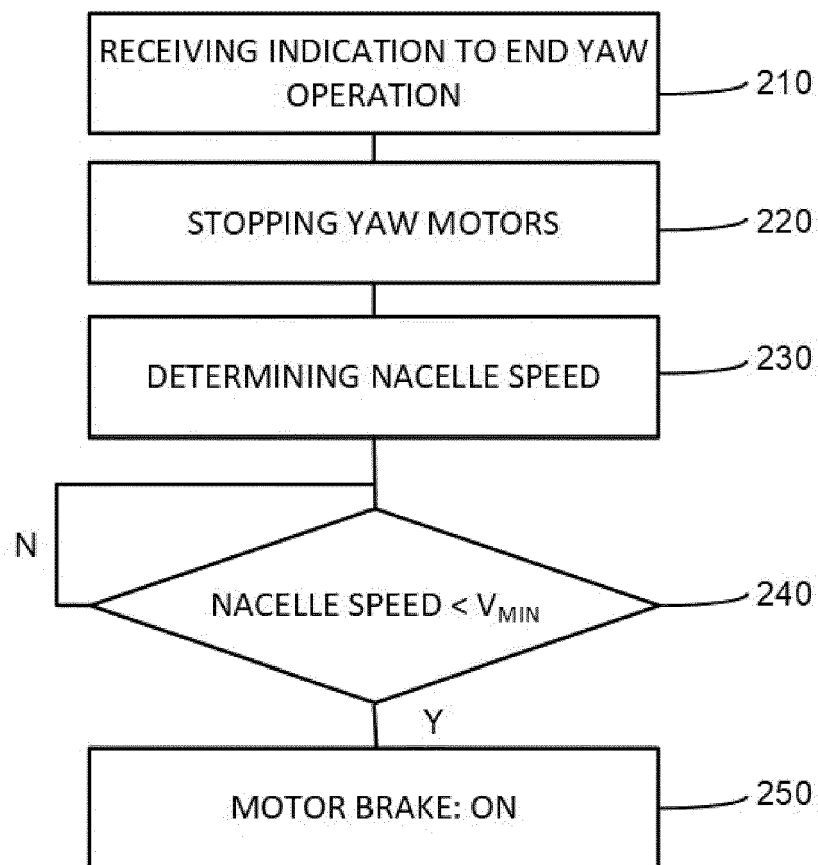 RECEIVING INDICATION TO END YAW
OPERATION
210
STOPPING YAW MOTORS
220
DETERMINING NACELLE SPEED
230
N
NACELLE SPEED < VMIN
240
Y
MOTOR BRAKE: ON
250